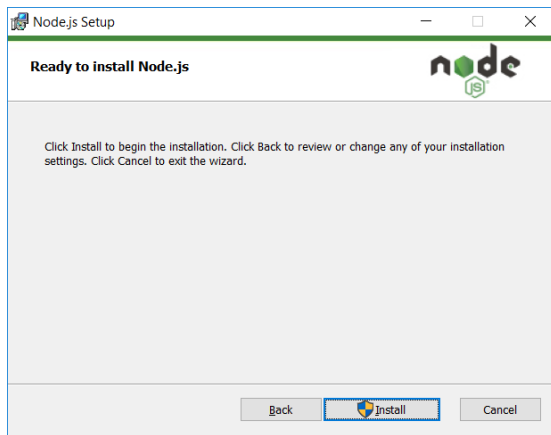 Node.js Setup
Ready to install Node.js
node
JS
Click Install to begin the installation. Click Back to review or change any of your installation
settings. Click Cancel to exit the wizard.
Back
Install
Cancel